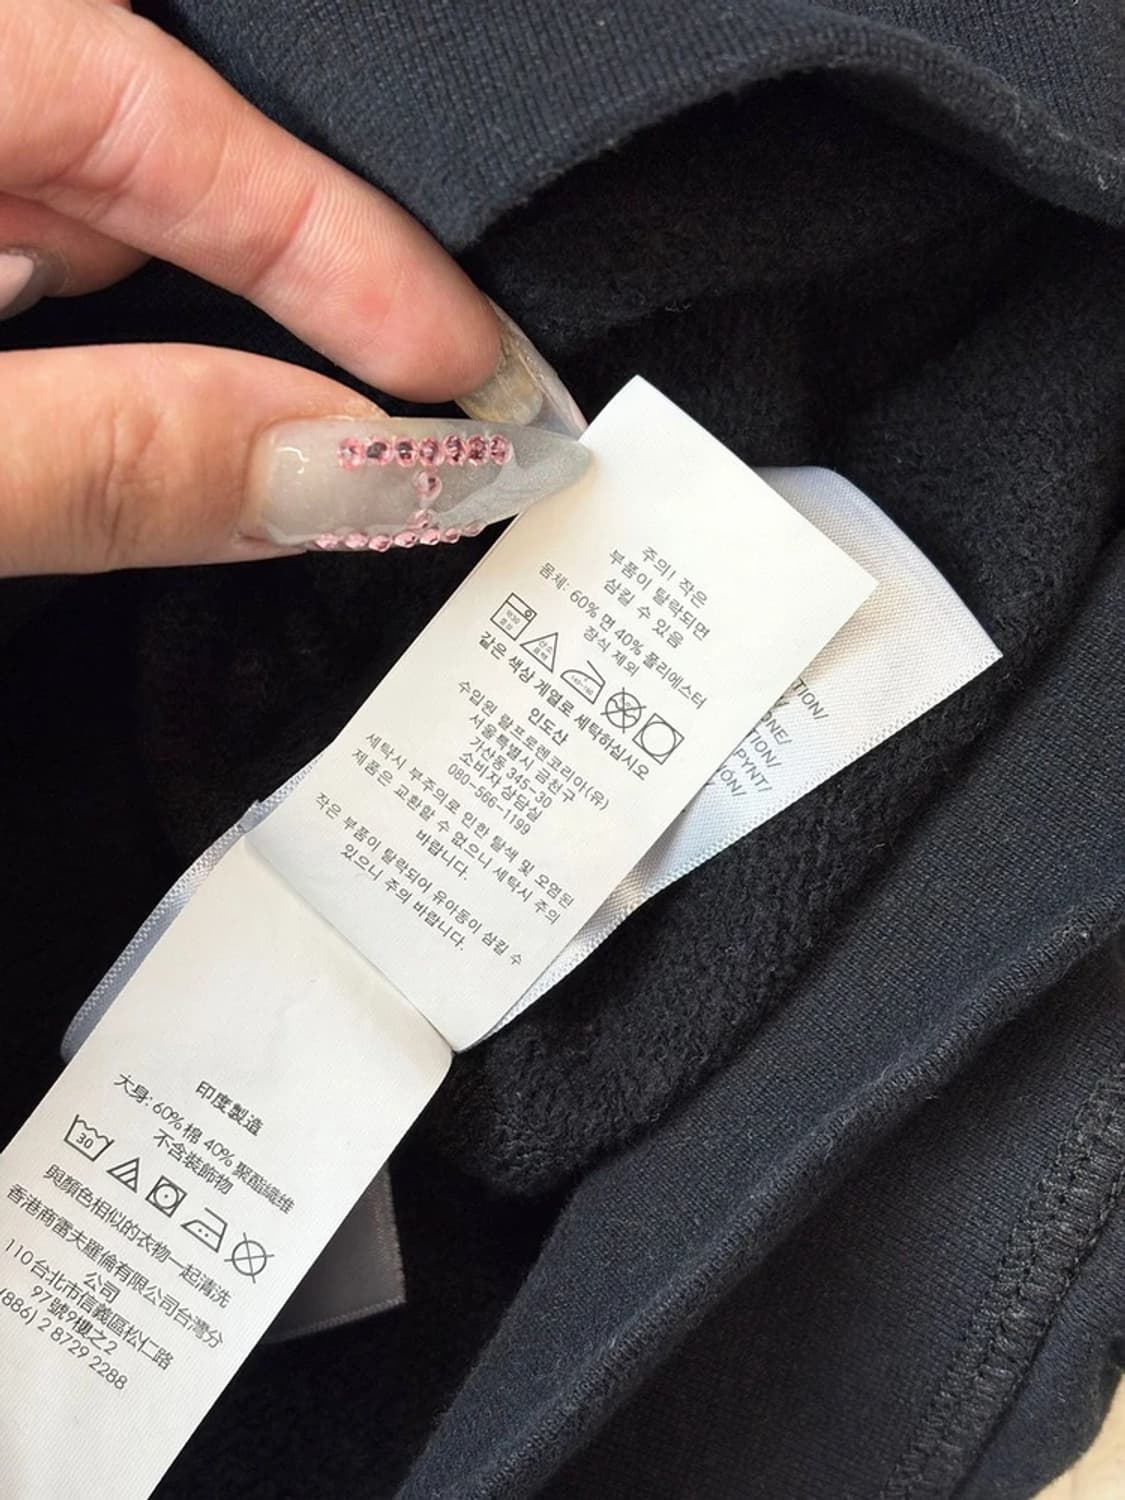 주의! 작은
부품이 탈락되면
삼킬 수 있음
몸체: 60% 면 40% 폴리에스터
장식 제외
같은 색상 계열로 세탁하십시오
인도산
수입원 랄프로렌코리아(유)
서울특별시 금천구
가산동 345-30
소비자상담실
080-566-1199
세탁시 부주의로 인한 탈색 및 오염된
제품은 교환할 수 없으니 세탁시 주의
바랍니다.
작은 부품이 탈락되어 유아동이 삼킬 수
있으니 주의 바랍니다.
TION/
ONE/
TION/
PYNT/
ION/
印度製造
大身: 60% 棉 40% 聚酯纖維
不含裝飾物
30
與顏色相似的衣物一起清洗
香港商雷夫羅倫有限公司台灣分
公司
110台北市信義區松仁路
97號9樓之2
(886) 2 8729 2288